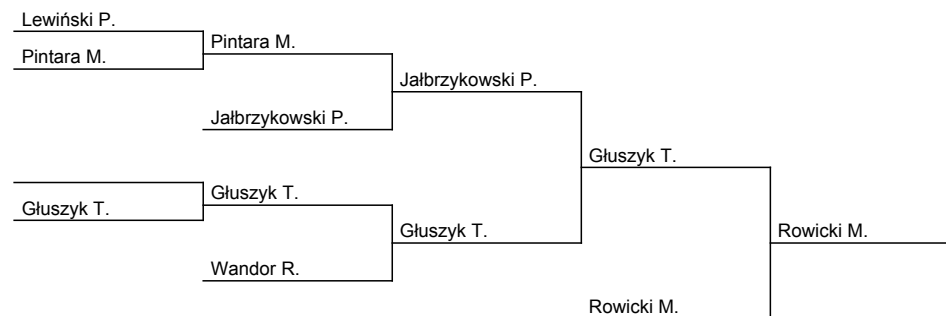 Lewiński P.
Pintara M.
Pintara M.
Jałbrzykowski P.
Jałbrzykowski P.
Głuszyk T.
Głuszyk T.
Głuszyk T.
Głuszyk T.
Rowicki M.
Wandor R.
Rowicki M.